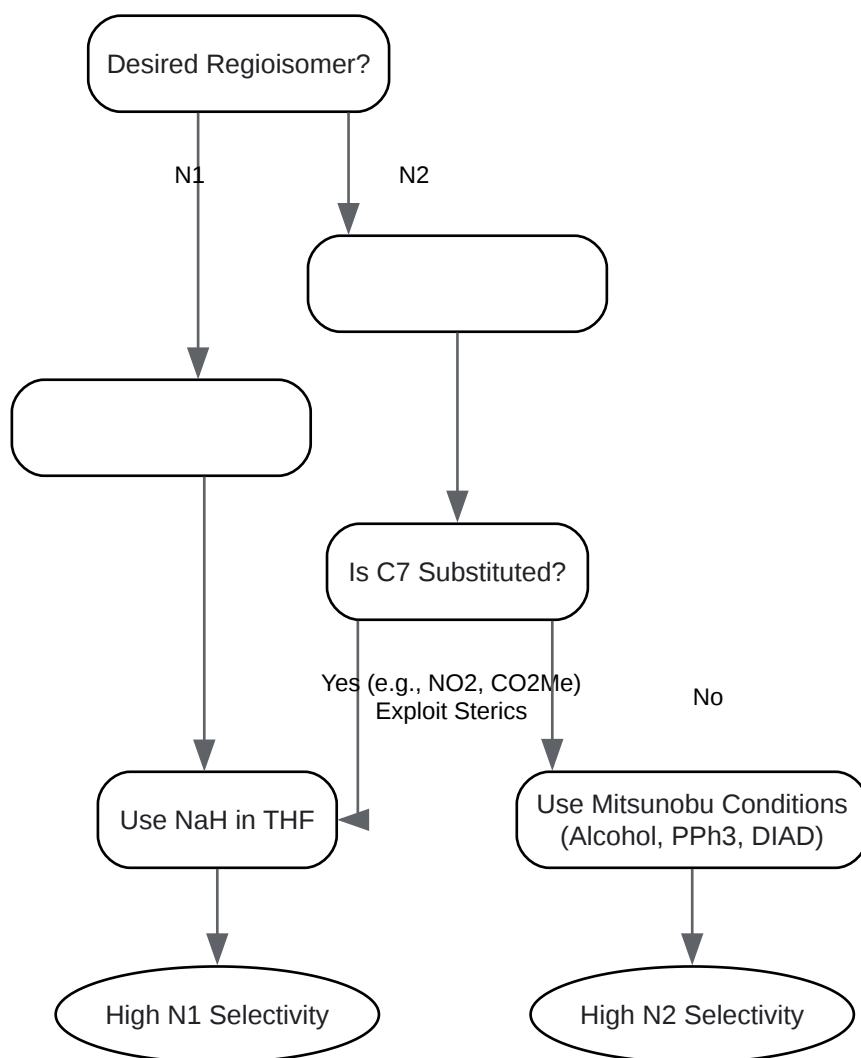 Desired Regioisomer?
N1
N2
Is C7 Substituted?
Yes (e.g., NO2, CO2Me)
Exploit Sterics
No
Use NaH in THF
Use Mitsunobu Conditions
(Alcohol, PPh3, DIAD)
High N1 Selectivity
High N2 Selectivity